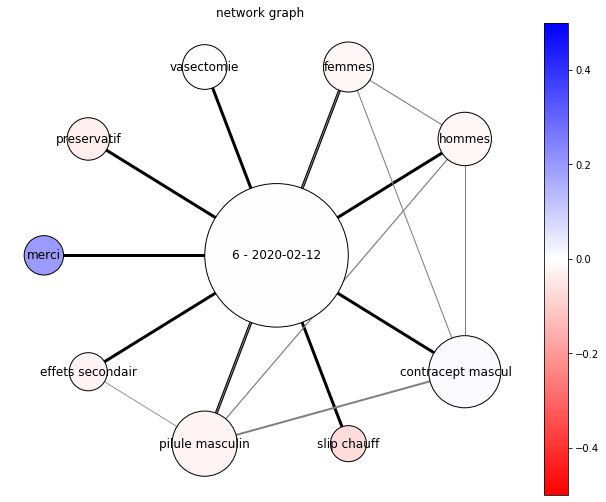 network graph
vasectomie
femmes
preservatif
hommes
merci
6 - 2020-02-12
effets secondair
contracept mascul
pilule masculin
slip chauff
0.4
0.2
0.0
−0.2
−0.4